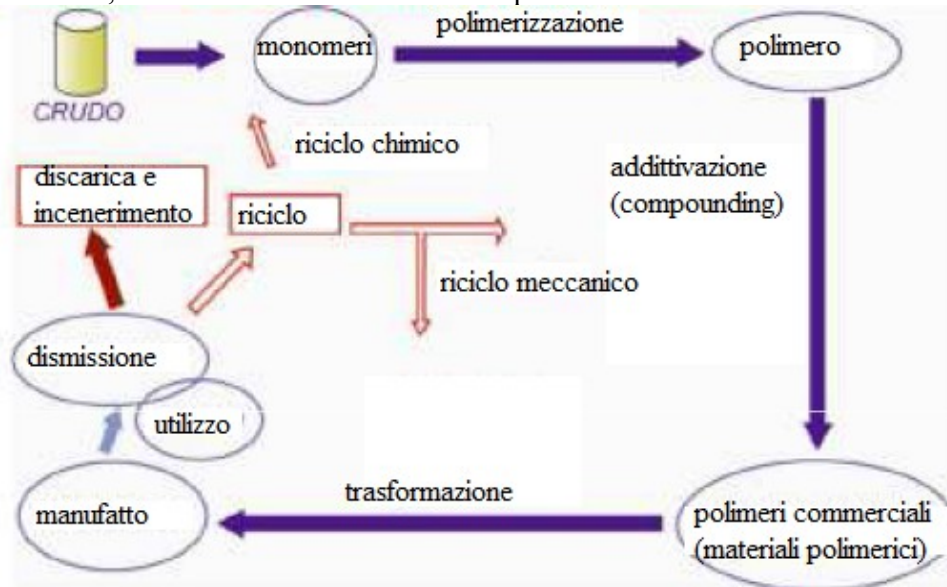 polimerizzazione
monomeri
polimero
CRUDO
riciclo chimico
discarica e
incenerimento
riciclo
addittivazione
(compounding)
riciclo meccanico
dismissione
utilizzo
trasformazione
manufatto
polimeri commerciali
(materiali polimerici)